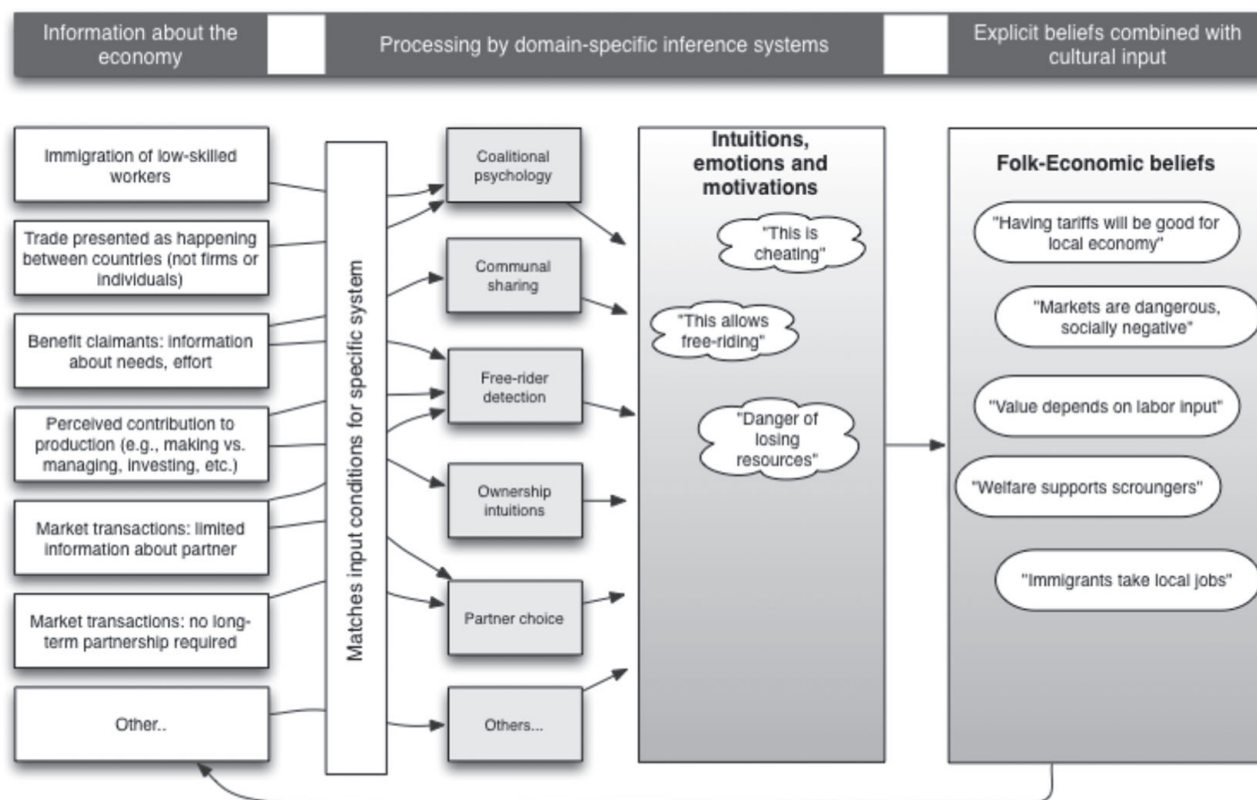 Information about the
economy
Processing by domain-specific inference systems
Explicit beliefs combined with
cultural input
Immigration of low-skilled
workers
Trade presented as happening
between countries (not firms or
individuals)
Benefit claimants: information
about needs, effort
Perceived contribution to
production (e.g., making vs.
managing, investing, etc.)
Market transactions: limited
information about partner
Market transactions: no long-
term partnership required
Other..
Matches input conditions for specific system
Coalitional
psychology
Communal
sharing
Free-rider
detection
Ownership
intuitions
Partner choice
Others...
Intuitions,
emotions and
motivations
"This is
cheating"
"This allows
free-riding"
"Danger of
losing
resources"
Folk-Economic beliefs
"Having tariffs will be good for
local economy"
"Markets are dangerous,
socially negative"
"Value depends on labor input"
"Welfare supports scroungers"
"Immigrants take local jobs"